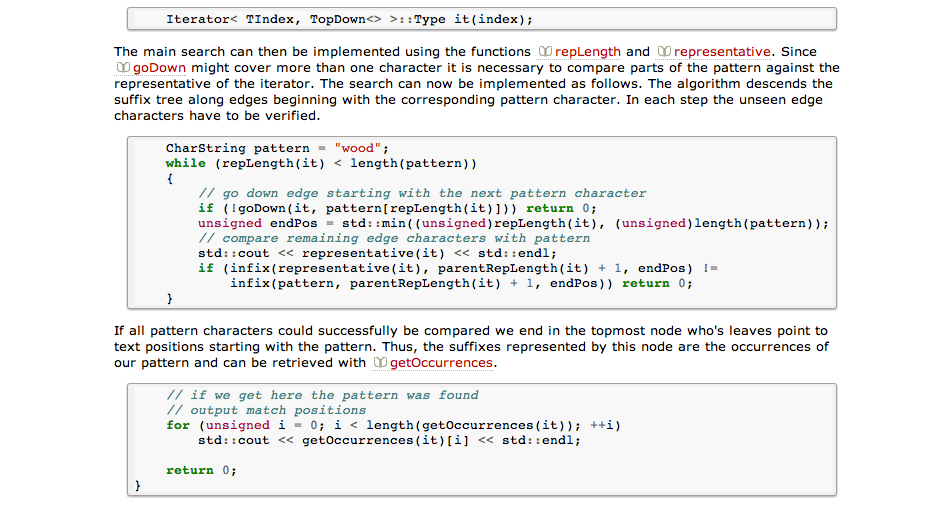 Iterator< TIndex, TopDown<> >::Type it(index);
The main search can then be implemented using the functions repLength and representative. Since
goDown might cover more than one character it is necessary to compare parts of the pattern against the
representative of the iterator. The search can now be implemented as follows. The algorithm descends the
suffix tree along edges beginning with the corresponding pattern character. In each step the unseen edge
characters have to be verified.
CharString pattern = "wood";
while (repLength(it) < length(pattern))
{
// go down edge starting with the next pattern character
if (!goDown(it, pattern[repLength(it)])) return 0;
unsigned endPos = std::min((unsigned)repLength(it), (unsigned)length(pattern));
// compare remaining edge characters with pattern
std::cout << representative(it) << std::endl;
if (infix(representative(it), parentRepLength(it) + 1, endPos) !=
infix(pattern, parentRepLength(it) + 1, endPos)) return 0;
}
If all pattern characters could successfully be compared we end in the topmost node who's leaves point to
text positions starting with the pattern. Thus, the suffixes represented by this node are the occurrences of
our pattern and can be retrieved with getOccurrences.
// if we get here the pattern was found
// output match positions
for (unsigned i = 0; i < length(getOccurrences(it)); ++i)
std::cout << getOccurrences(it)[i] << std::endl;
return 0;
}